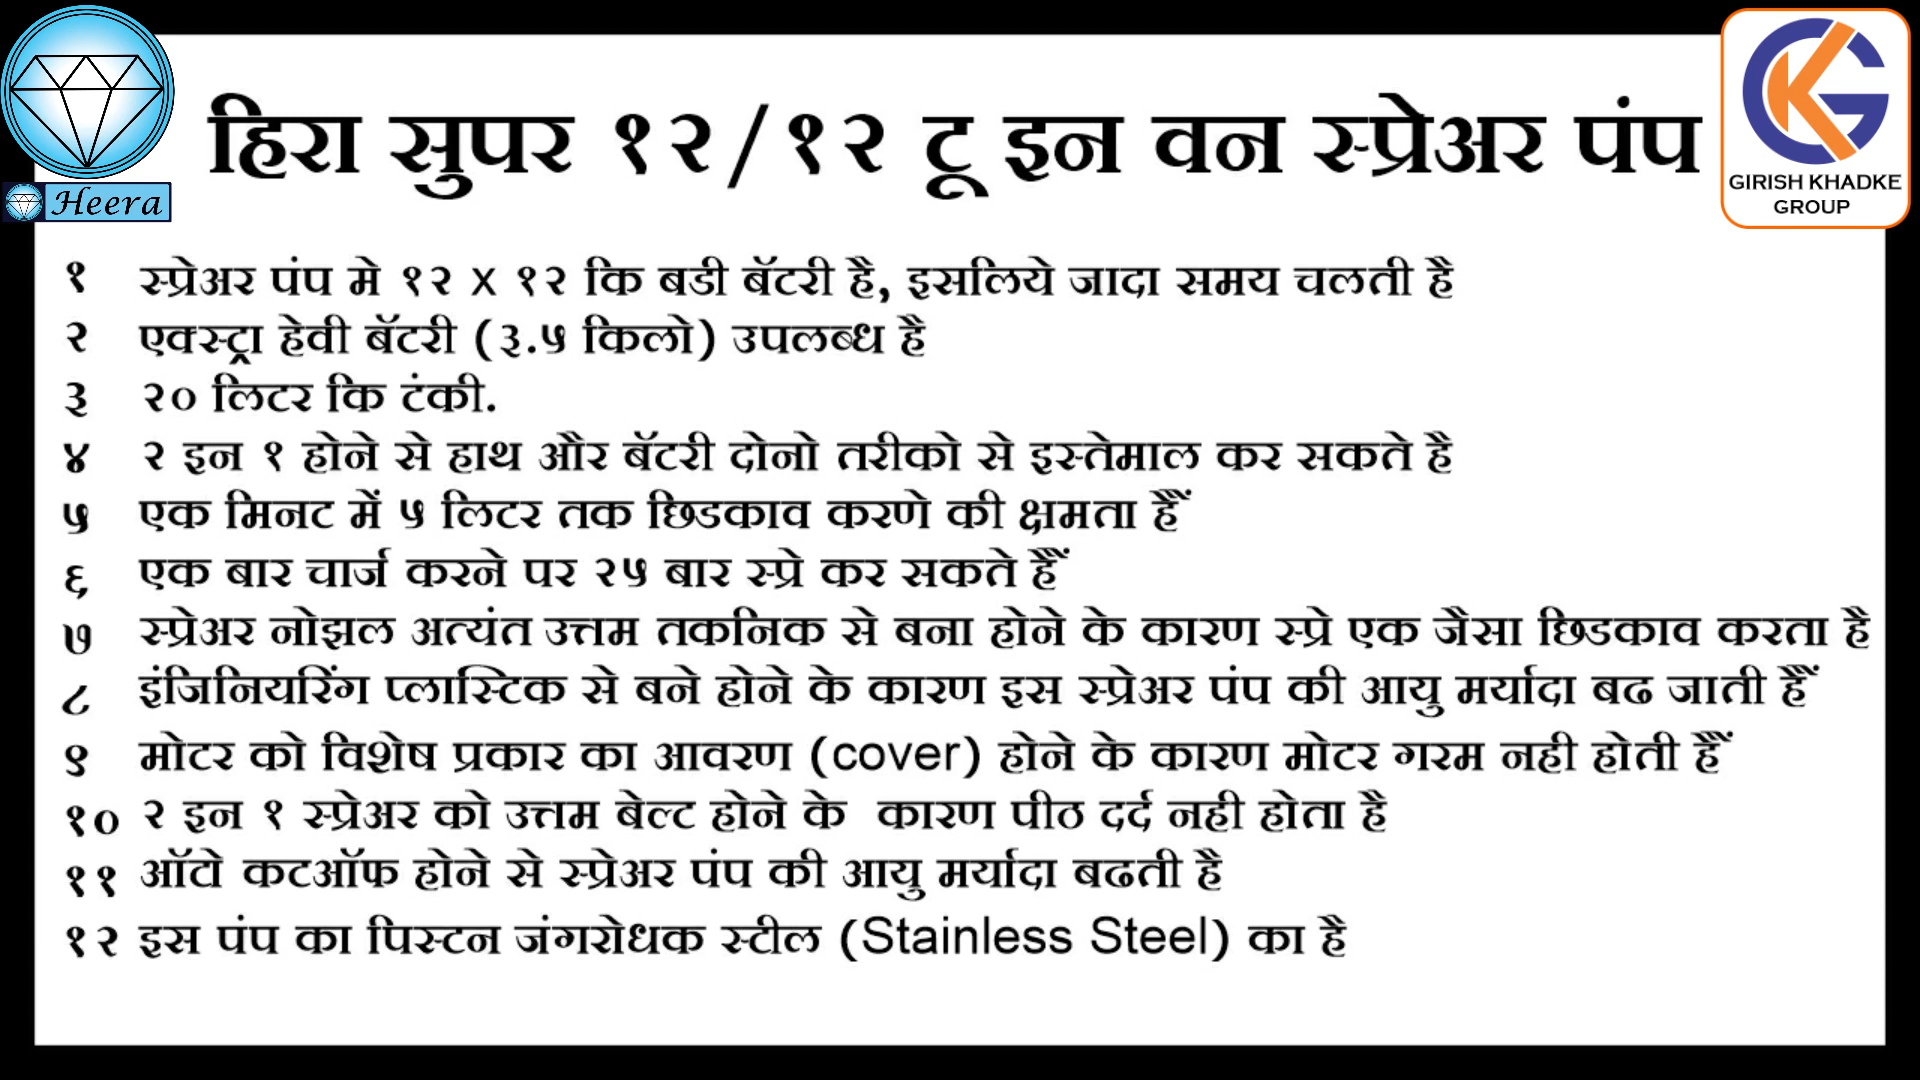 Heera
GIRISH KHADKE
GROUP
हिरा सुपर १२/१२ टू इन वन स्प्रेअर पंप
१ स्प्रेअर पंप मे १२ X १२ कि बडी बॅटरी है, इसलिये जादा समय चलती है
२ एक्स्ट्रा हेवी बॅटरी (३.५ किलो) उपलब्ध है
३ २० लिटर कि टंकी.
४ २ इन १ होने से हाथ और बॅटरी दोनो तरीको से इस्तेमाल कर सकते है
५ एक मिनट में ५ लिटर तक छिडकाव करणे की क्षमता हैं
६ एक बार चार्ज करने पर २५ बार स्प्रे कर सकते हैं
७ स्प्रेअर नोझल अत्यंत उत्तम तकनिक से बना होने के कारण स्प्रे एक जैसा छिडकाव करता है
८ इंजिनियरिंग प्लास्टिक से बने होने के कारण इस स्प्रेअर पंप की आयु मर्यादा बढ जाती हैं
९ मोटर को विशेष प्रकार का आवरण (cover) होने के कारण मोटर गरम नही होती हैं
१० २ इन १ स्प्रेअर को उत्तम बेल्ट होने के कारण पीठ दर्द नही होता है
११ ऑटो कटऑफ होने से स्प्रेअर पंप की आयु मर्यादा बढती है
१२ इस पंप का पिस्टन जंगरोधक स्टील (Stainless Steel) का है